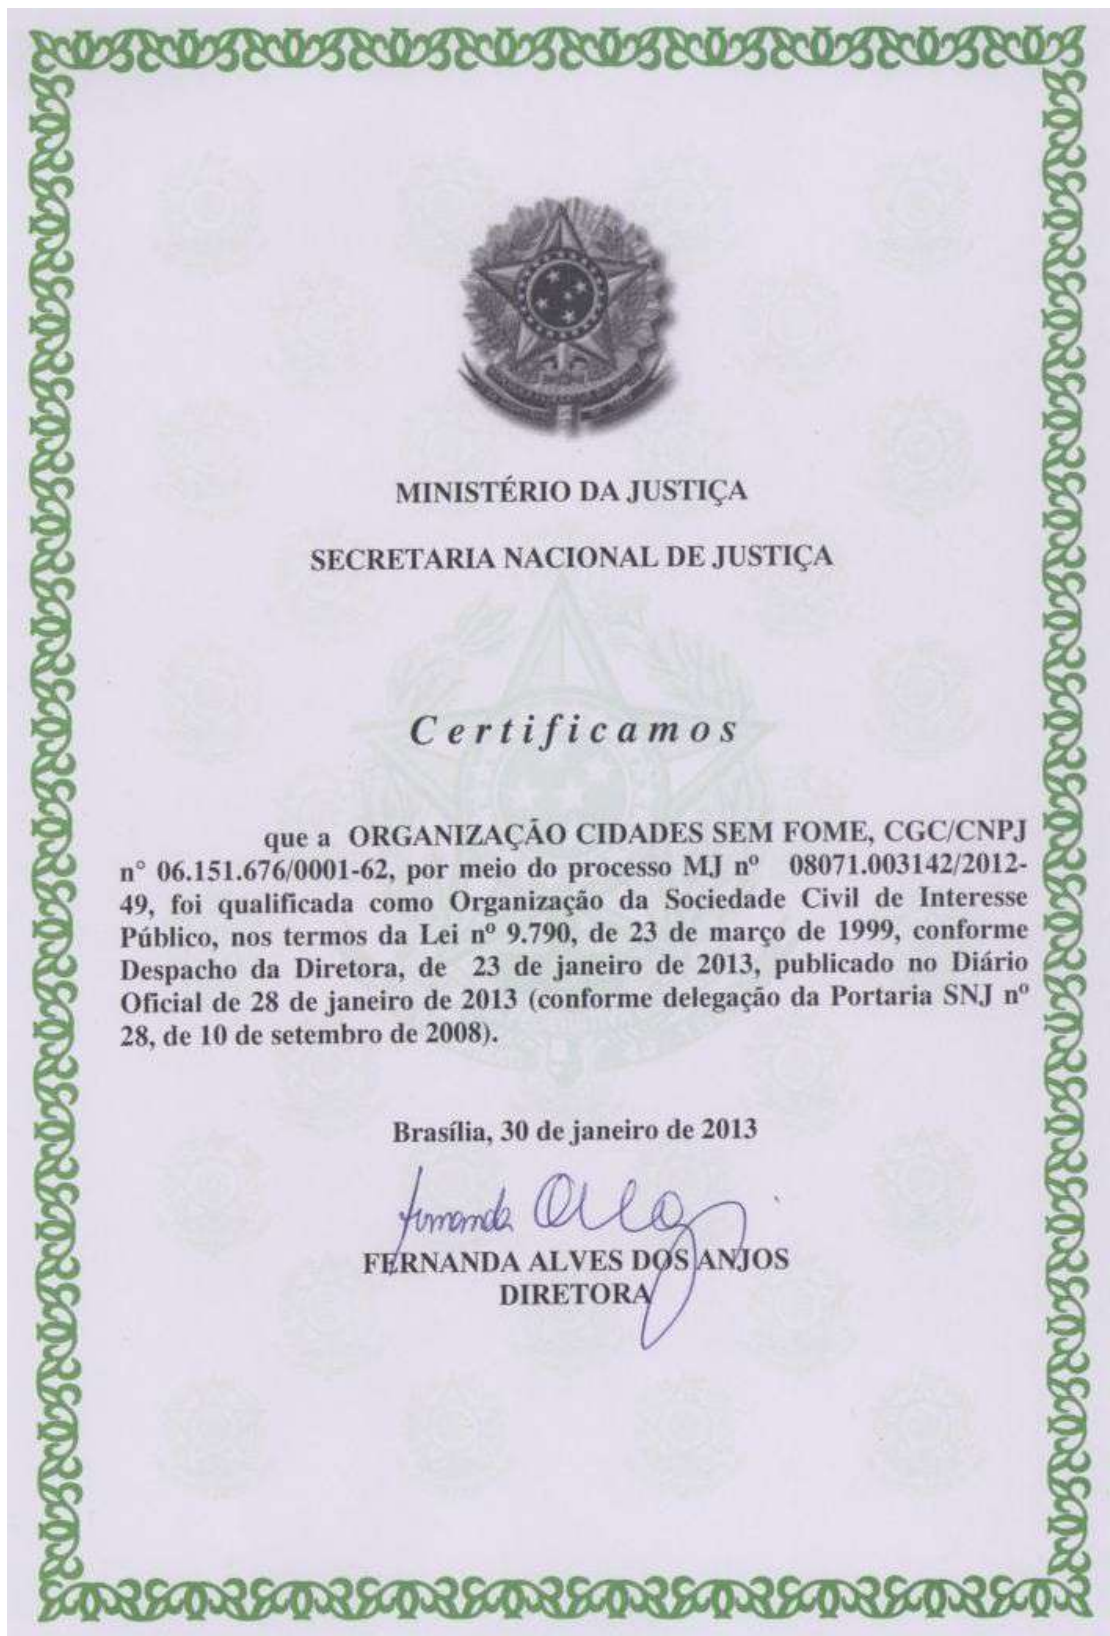 MINISTÉRIO DA JUSTIÇA
SECRETARIA NACIONAL DE JUSTIÇA
Certificamos
que a ORGANIZAÇÃO CIDADES SEM FOME, CGC/CNPJ
n° 06.151.676/0001-62, por meio do processo MJ nº 08071.003142/2012-
49, foi qualificada como Organização da Sociedade Civil de Interesse
Público, nos termos da Lei nº 9.790, de 23 de março de 1999, conforme
Despacho da Diretora, de 23 de janeiro de 2013, publicado no Diário
Oficial de 28 de janeiro de 2013 (conforme delegação da Portaria SNJ nº
28, de 10 de setembro de 2008).
Brasília, 30 de janeiro de 2013
Fernanda
FERNANDA ALVES DOS ANJOS
DIRETORA